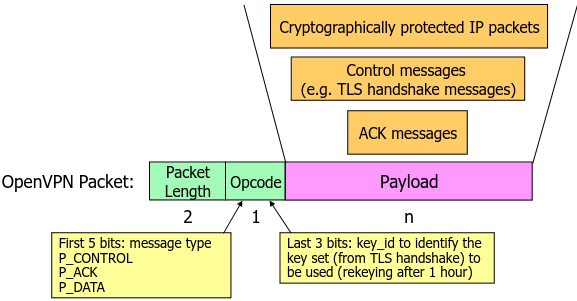 Cryptographically protected IP packets
Control messages
(e.g. TLS handshake messages)
ACK messages
OpenVPN Packet:
Packet
Length
Opcode
Payload
2
1
n
First 5 bits: message type
P_CONTROL
P_ACK
P_DATA
Last 3 bits: key_id to identify the
key set (from TLS handshake) to
be used (rekeying after 1 hour)